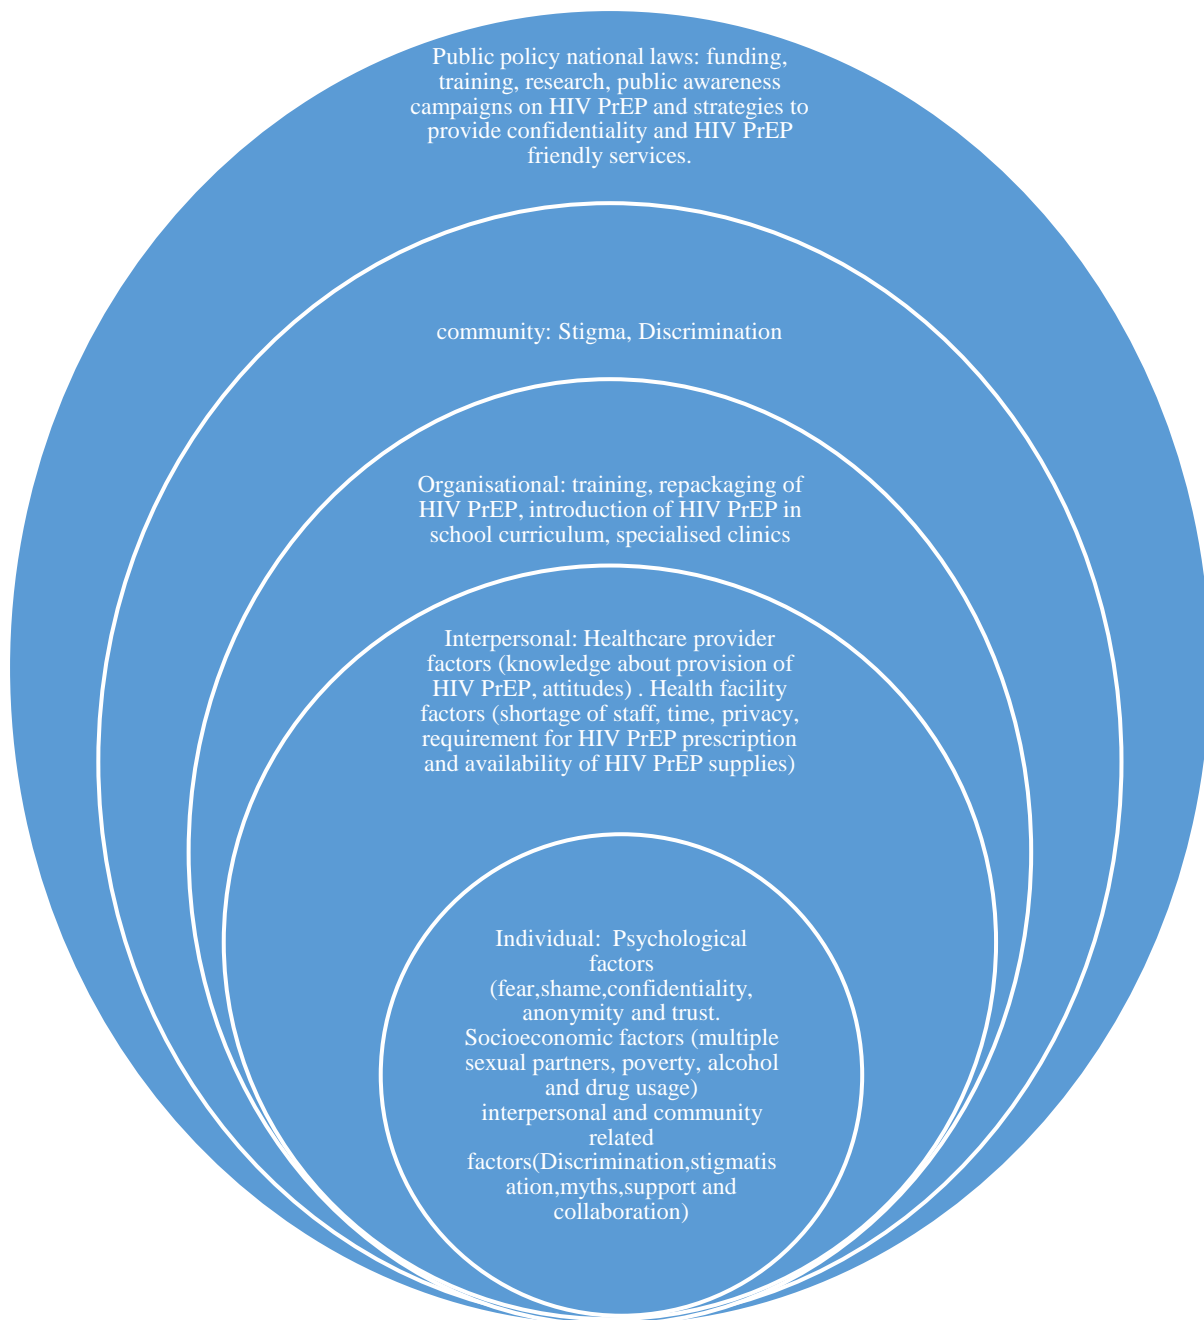 Public policy national laws: funding,
training, research, public awareness
campaigns on HIV PrEP and strategies to
provide confidentiality and HIV PrEP
friendly services.
community: Stigma, Discrimination
Organisational: training, repackaging of
HIV PrEP, introduction of HIV PrEP in
school curriculum, specialised clinics
Interpersonal: Healthcare provider
factors (knowledge about provision of
HIV PrEP, attitudes) . Health facility
factors (shortage of staff, time, privacy,
requirement for HIV PrEP prescription
and availability of HIV PrEP supplies)
Individual:  Psychological
factors
(fear,shame,confidentiality,
anonymity and trust.
Socioeconomic factors (multiple
sexual partners, poverty, alcohol
and drug usage)
interpersonal and community
related
factors(Discrimination,stigmatis
ation,myths,support and
collaboration)